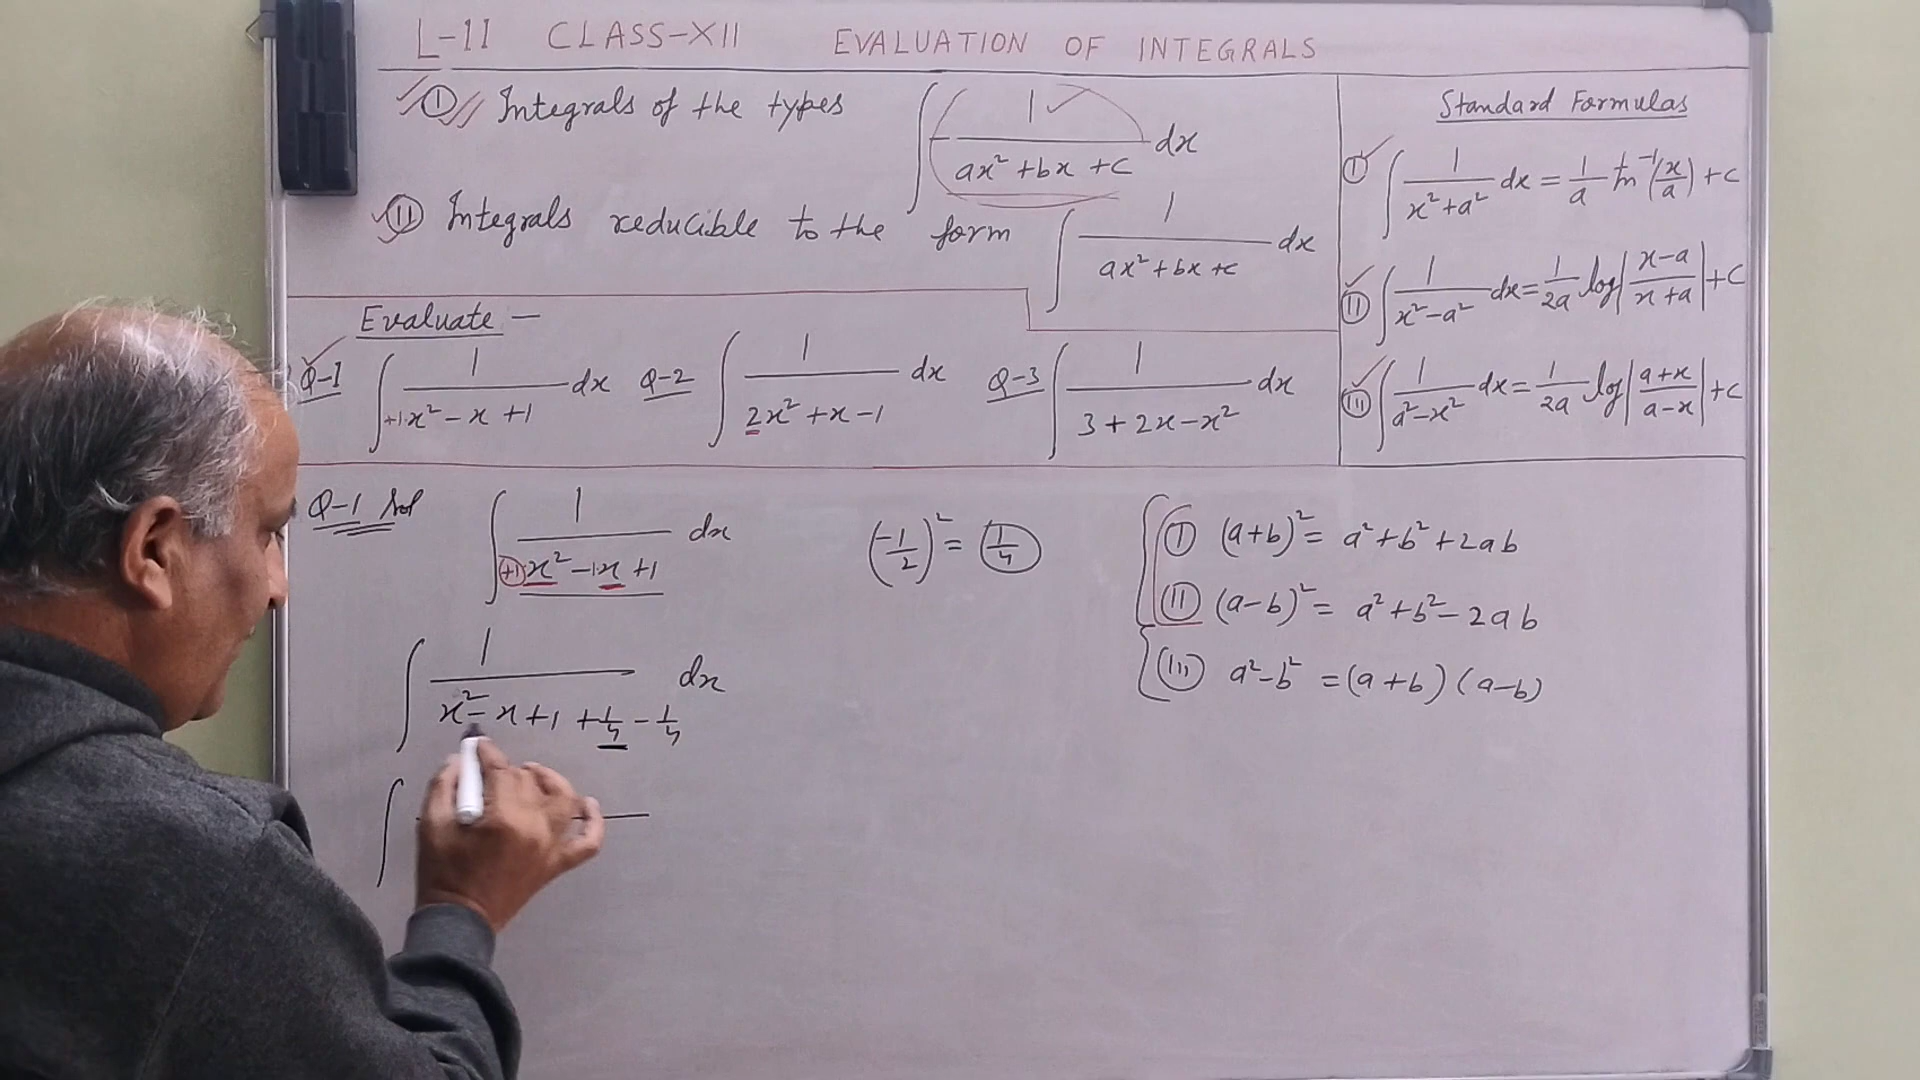 L-11 CLASS-XII EVALUATION OF INTEGRALS
(I) Integrals of the types ∫ 1/(ax²+bx+c) dx
(II) Integrals reducible to the form ∫ 1/(ax²+bx+c) dx
Standard Formulas
(I) ∫ 1/(x²+a²) dx = 1/a tan⁻¹(x/a) + c
(II) ∫ 1/(x²-a²) dx = 1/2a log|(x-a)/(x+a)| + c
(III) ∫ 1/(a²-x²) dx = 1/2a log|(a+x)/(a-x)| + c
Evaluate -
Q-1 ∫ 1/(+1·x²-x+1) dx Q-2 ∫ 1/(2x²+x-1) dx Q-3 ∫ 1/(3+2x-x²) dx
Q-1 Sol ∫ 1/(+1·x²-1·x+1) dx
(-1/2)² = 1/4
∫ 1/(x²-x+1+1/4-1/4) dx
∫
(I) (a+b)² = a²+b²+2ab
(II) (a-b)² = a²+b²-2ab
(III) a²-b² = (a+b)(a-b)